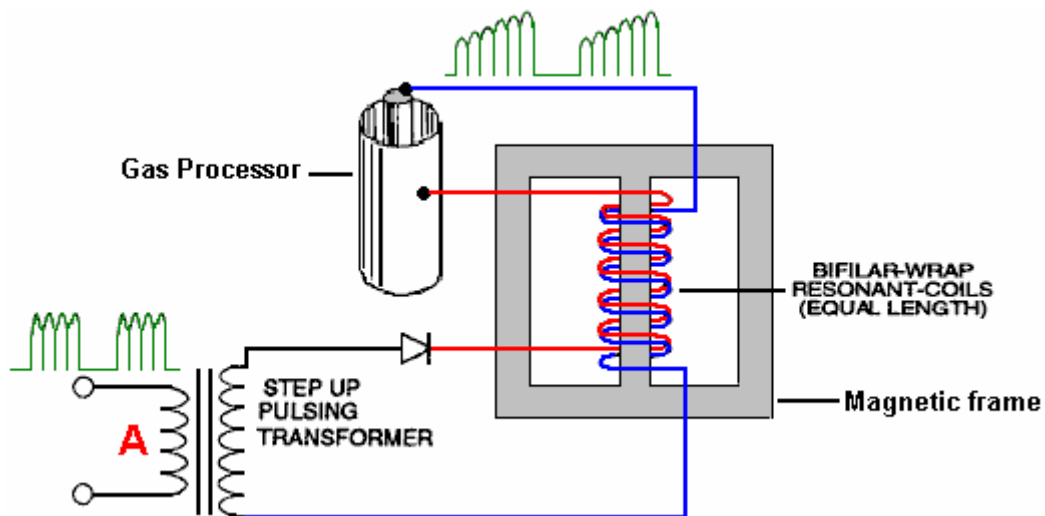 Gas Processor
BIFILAR-WRAP
RESONANT-COILS
(EQUAL LENGTH)
A
STEP UP
PULSING
TRANSFORMER
Magnetic frame